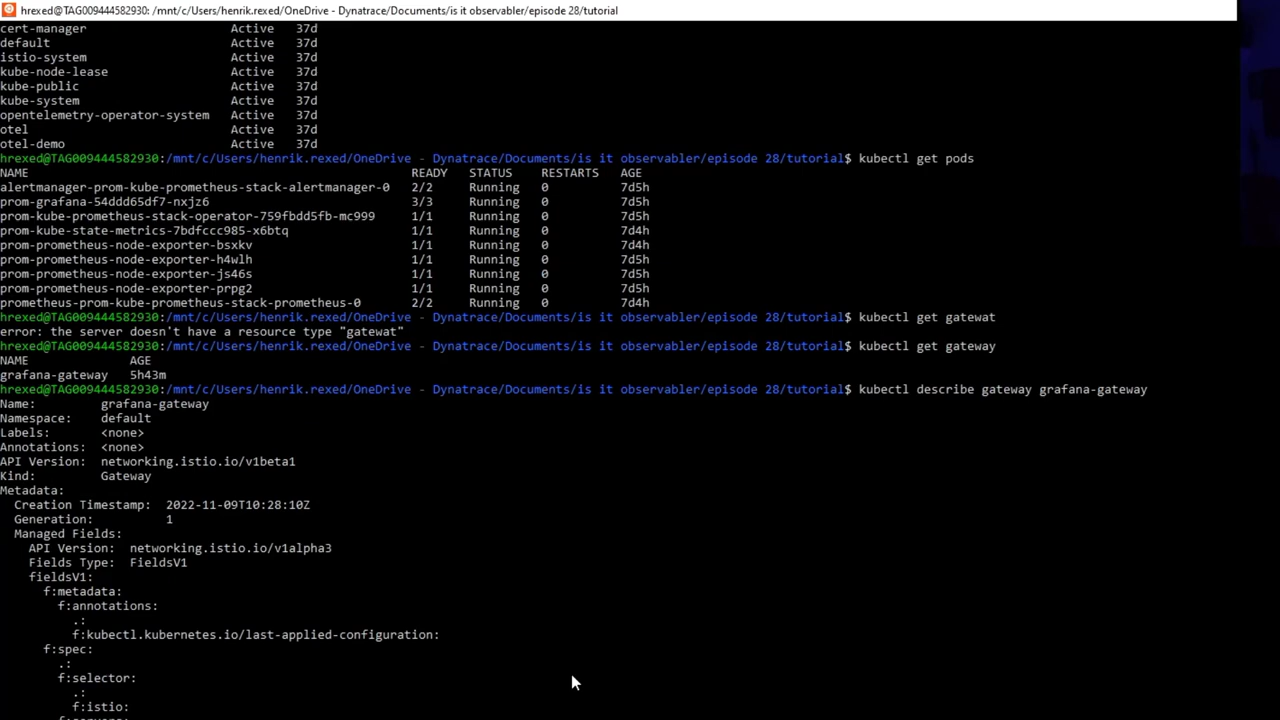 hrexed@TAG009444582930: /mnt/c/Users/henrik.rexed/OneDrive - Dynatrace/Documents/is it observabler/episode 28/tutorial
cert-manager Active 37d
default Active 37d
istio-system Active 37d
kube-node-lease Active 37d
kube-public Active 37d
kube-system Active 37d
opentelemetry-operator-system Active 37d
otel Active 37d
otel-demo Active 37d
hrexed@TAG009444582930:/mnt/c/Users/henrik.rexed/OneDrive - Dynatrace/Documents/is it observabler/episode 28/tutorial$ kubectl get pods
NAME READY STATUS RESTARTS AGE
alertmanager-prom-kube-prometheus-stack-alertmanager-0 2/2 Running 0 7d5h
prom-grafana-54ddd65df7-nxjz6 3/3 Running 0 7d5h
prom-kube-prometheus-stack-operator-759fbdd5fb-mc999 1/1 Running 0 7d5h
prom-kube-state-metrics-7bdfccc985-x6btq 1/1 Running 0 7d4h
prom-prometheus-node-exporter-bsxkv 1/1 Running 0 7d4h
prom-prometheus-node-exporter-h4wlh 1/1 Running 0 7d5h
prom-prometheus-node-exporter-js46s 1/1 Running 0 7d5h
prom-prometheus-node-exporter-prpg2 1/1 Running 0 7d5h
prometheus-prom-kube-prometheus-stack-prometheus-0 2/2 Running 0 7d4h
hrexed@TAG009444582930:/mnt/c/Users/henrik.rexed/OneDrive - Dynatrace/Documents/is it observabler/episode 28/tutorial$ kubectl get gatewat
error: the server doesn't have a resource type "gatewat"
hrexed@TAG009444582930:/mnt/c/Users/henrik.rexed/OneDrive - Dynatrace/Documents/is it observabler/episode 28/tutorial$ kubectl get gateway
NAME AGE
grafana-gateway 5h43m
hrexed@TAG009444582930:/mnt/c/Users/henrik.rexed/OneDrive - Dynatrace/Documents/is it observabler/episode 28/tutorial$ kubectl describe gateway grafana-gateway
Name: grafana-gateway
Namespace: default
Labels: <none>
Annotations: <none>
API Version: networking.istio.io/v1beta1
Kind: Gateway
Metadata:
Creation Timestamp: 2022-11-09T10:28:10Z
Generation: 1
Managed Fields:
API Version: networking.istio.io/v1alpha3
Fields Type: FieldsV1
fieldsV1:
f:metadata:
f:annotations:
.:
f:kubectl.kubernetes.io/last-applied-configuration:
f:spec:
.:
f:selector:
.:
f:istio: